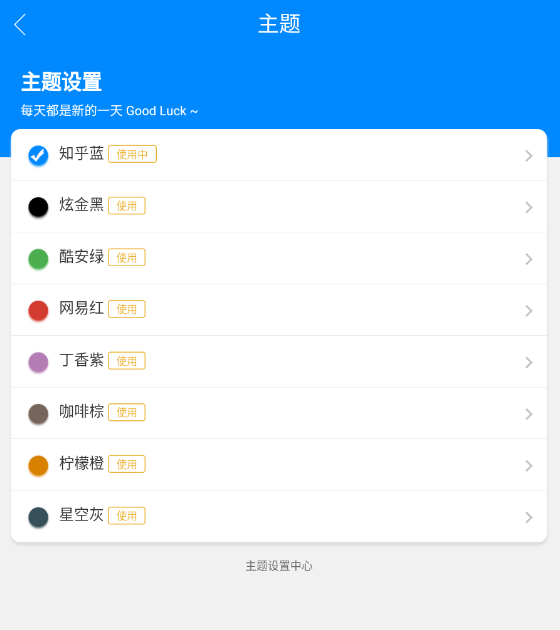 主题
主题设置
每天都是新的一天 Good Luck ~
知乎蓝 使用中
炫金黑 使用
酷安绿 使用
网易红 使用
丁香紫 使用
咖啡棕 使用
柠檬橙 使用
星空灰 使用
主题设置中心